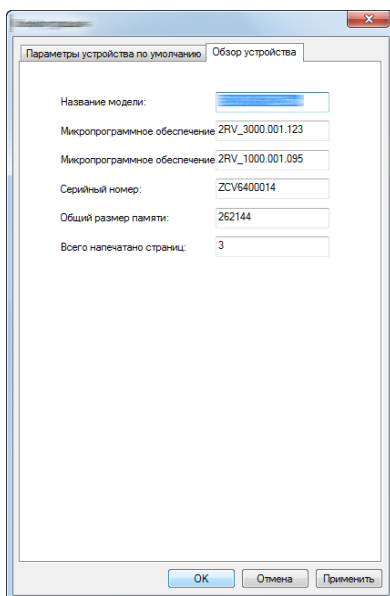 Параметры устройства по умолчанию Обзор устройства
Название модели:
Микропрограммное обеспечение 2RV_3000.001.123
Микропрограммное обеспечение 2RV_1000.001.095
Серийный номер: ZCV6400014
Общий размер памяти: 262144
Всего напечатано страниц: 3
OK Отмена Применить